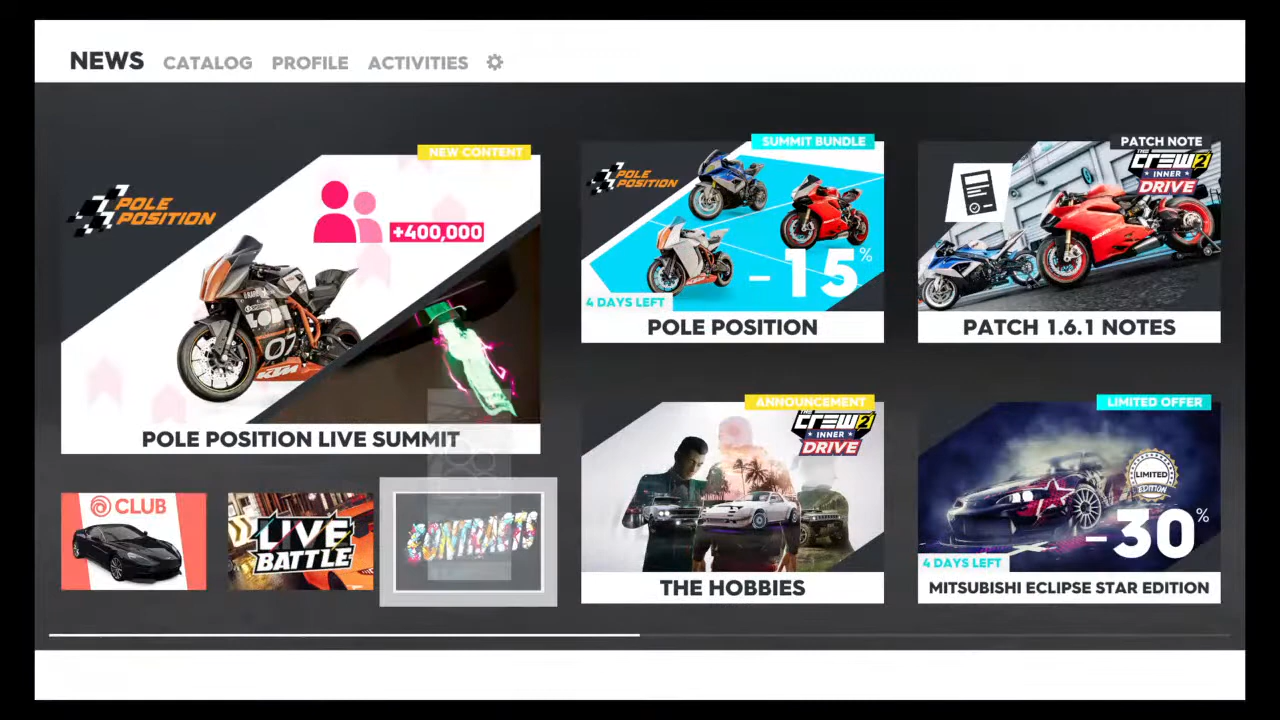 NEWS CATALOG PROFILE ACTIVITIES
NEW CONTENT
POLE
POSITION
+400,000
07
KTM
POLE POSITION LIVE SUMMIT
SUMMIT BUNDLE
POLE
POSITION
-15%
4 DAYS LEFT
POLE POSITION
PATCH NOTE
THE
CREW 2
INNER
DRIVE
PATCH 1.6.1 NOTES
CLUB
LIVE
BATTLE
CONTRACTS
ANNOUNCEMENT
THE
CREW 2
INNER
DRIVE
THE HOBBIES
LIMITED OFFER
LIMITED
EDITION
-30%
4 DAYS LEFT
MITSUBISHI ECLIPSE STAR EDITION